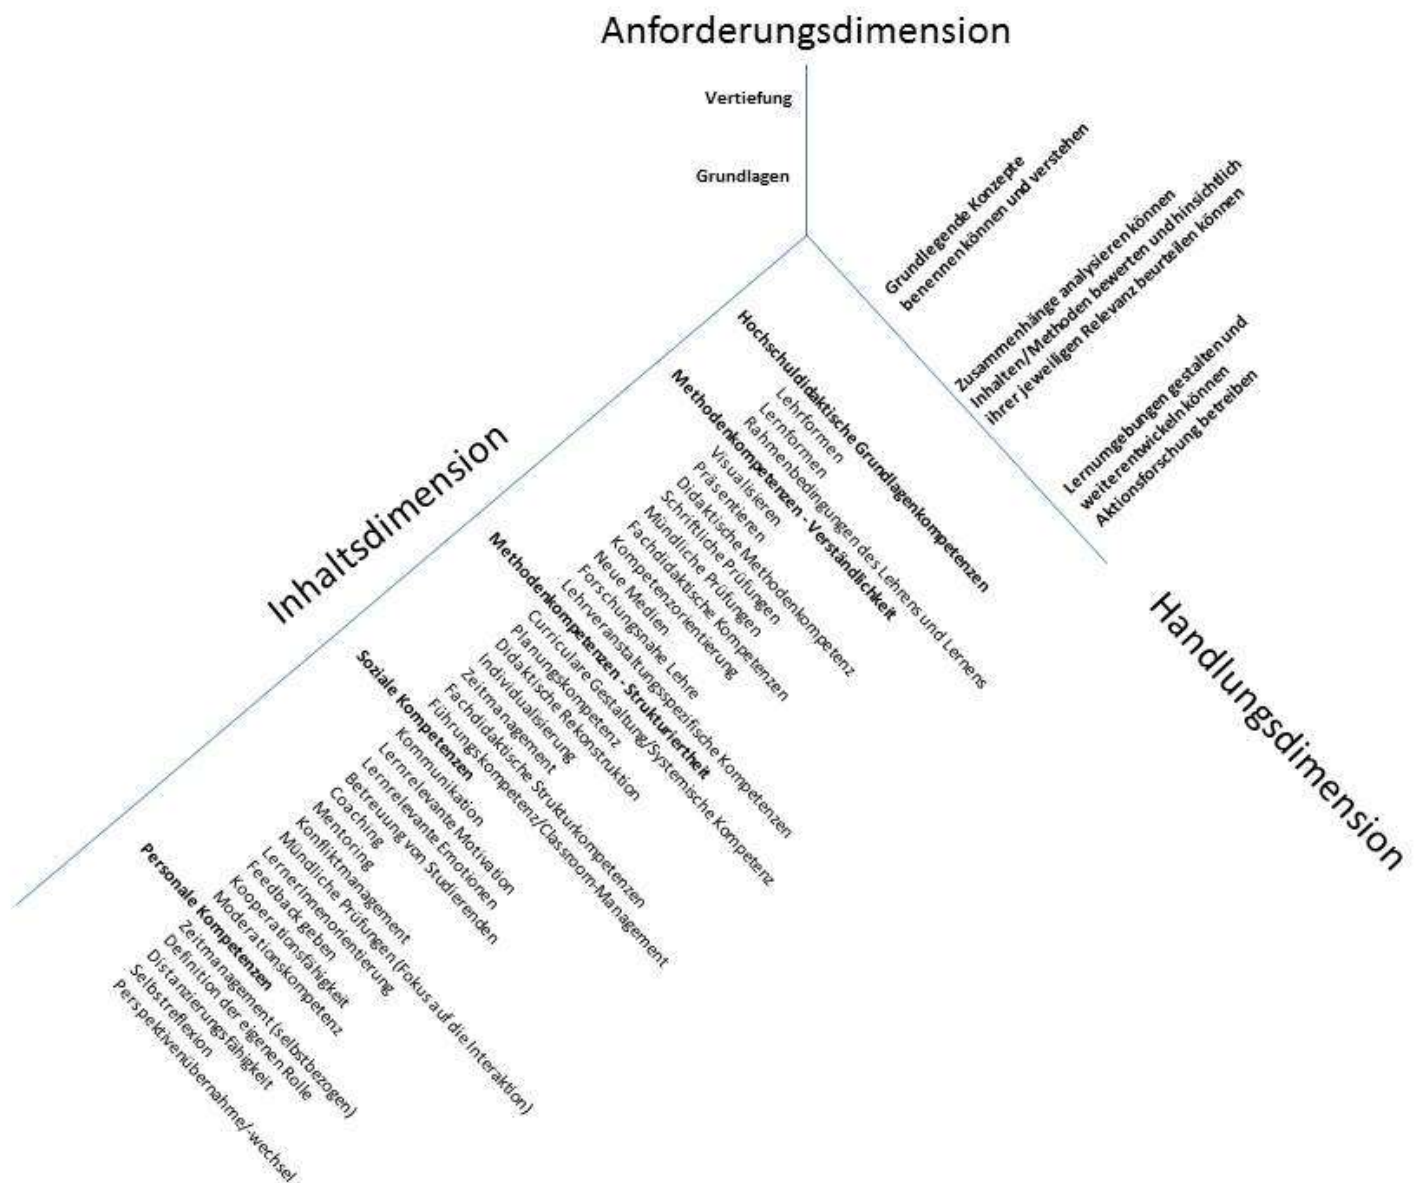 Anforderungsdimension
Vertiefung
Grundlagen
Grundlegende Konzepte
benennen können und verstehen
Zusammenhänge analysieren können
Inhalten/Methoden bewerten und hinsichtlich
ihrer jeweiligen Relevanz beurteilen können
Lernumgebungen gestalten und
weiterentwickeln können
Aktionsforschung betreiben
Handlungsdimension
Inhaltsdimension
Hochschuldidaktische Grundlagenkompetenzen
Lehrformen
Lernformen
Rahmenbedingungen des Lehrens und Lernens
Methodenkompetenzen - Verständlichkeit
Visualisieren
Präsentieren
Didaktische Methodenkompetenz
Schriftliche Prüfungen
Mündliche Prüfungen
Fachdidaktische Kompetenzen
Kompetenzorientierung
Neue Medien
Forschungsnahe Lehre
Lehrveranstaltungsspezifische Kompetenzen
Methodenkompetenzen - Strukturiertheit
Curriculare Gestaltung/Systemische Kompetenz
Planungskompetenz
Didaktische Rekonstruktion
Individualisierung
Zeitmanagement
Fachdidaktische Strukturkompetenzen
Führungskompetenz/Classroom-Management
Soziale Kompetenzen
Kommunikation
Lernrelevante Motivation
Lernrelevante Emotionen
Betreuung von Studierenden
Coaching
Mentoring
Konfliktmanagement
Mündliche Prüfungen (Fokus auf die Interaktion)
LernerInnenorientierung
Feedback geben
Kooperationsfähigkeit
Moderationskompetenz
Personale Kompetenzen
Zeitmanagement (selbstbezogen)
Definition der eigenen Rolle
Distanzierungsfähigkeit
Selbstreflexion
Perspektivenübernahme/-wechsel